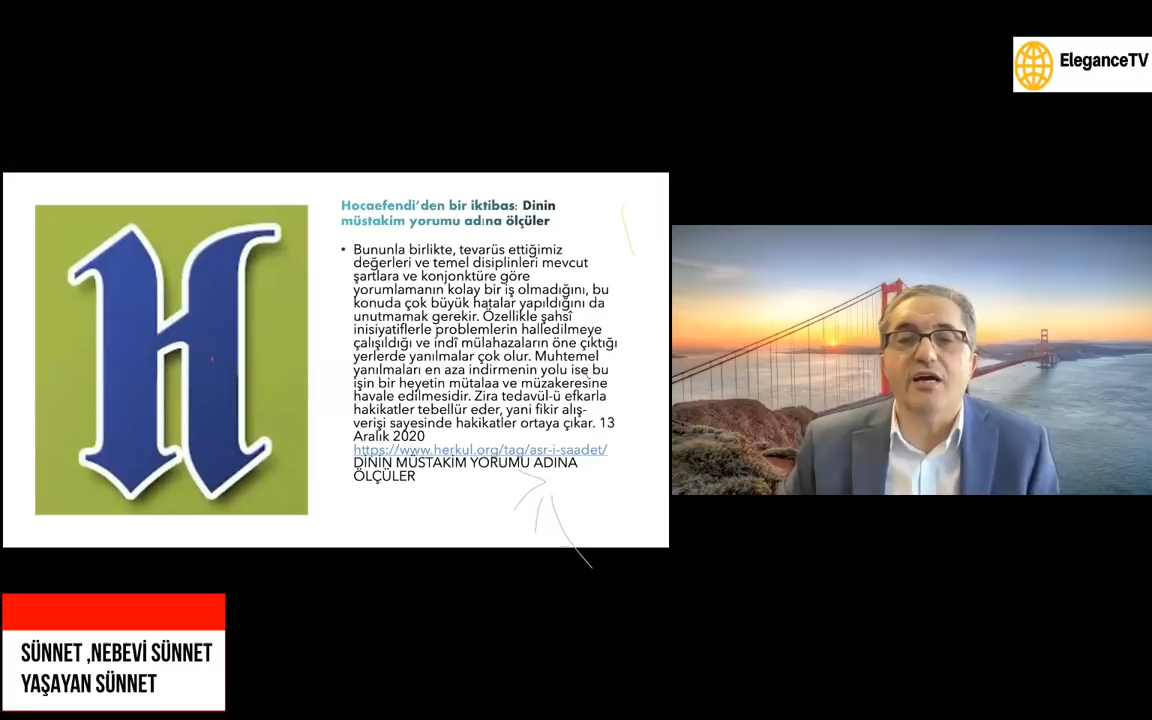 EleganceTV
H
Hocaefendi'den bir iktibas: Dinin
müstakim yorumu adına ölçüler
• Bununla birlikte, tevarüs ettiğimiz
değerleri ve temel disiplinleri mevcut
şartlara ve konjonktüre göre
yorumlamanın kolay bir iş olmadığını, bu
konuda çok büyük hatalar yapıldığını da
unutmamak gerekir. Özellikle şahsî
inisiyatiflerle problemlerin halledilmeye
çalışıldığı ve indî mülahazaların öne çıktığı
yerlerde yanılmalar çok olur. Muhtemel
yanılmaları en aza indirmenin yolu ise bu
işin bir heyetin mütalaa ve müzakeresine
havale edilmesidir. Zira tedavül-ü efkarla
hakikatler tebellür eder, yani fikir alış-
verişi sayesinde hakikatler ortaya çıkar. 13
Aralık 2020
https://www.herkul.org/tag/asr-i-saadet/
DİNİN MÜSTAKİM YORUMU ADINA
ÖLÇÜLER
SÜNNET ,NEBEVİ SÜNNET
YAŞAYAN SÜNNET